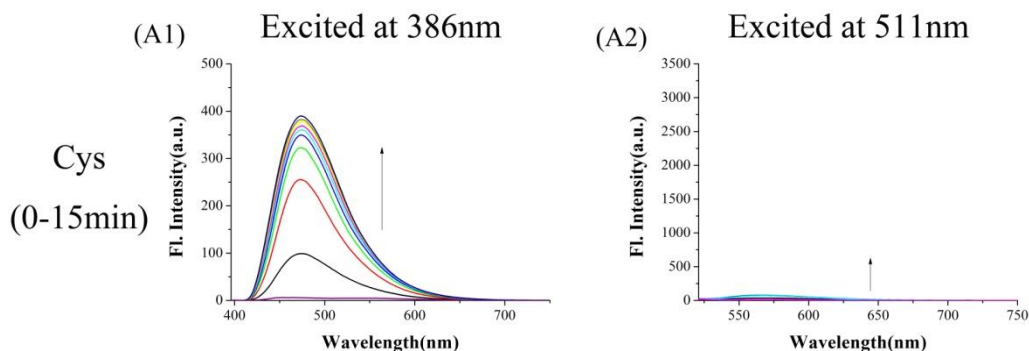 (A1)
Excited at 386nm
(A2)
Excited at 511nm
Cys
(0-15min)
Fl. Intensity(a.u.)
500
400
300
200
100
0
400
500
600
700
Wavelength(nm)
Fl. Intensity(a.u.)
3500
3000
2500
2000
1500
1000
500
0
550
600
650
700
750
Wavelength(nm)